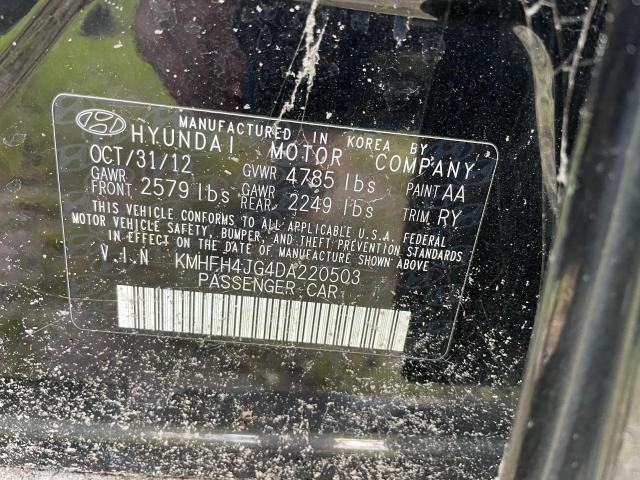 MANUFACTURED IN KOREA BY
HYUNDAI MOTOR COMPANY
OCT/31/12 GVWR 4785 lbs PAINT AA
GAWR FRONT 2579 lbs GAWR REAR 2249 lbs TRIM RY
THIS VEHICLE CONFORMS TO ALL APPLICABLE U.S.A. FEDERAL
MOTOR VEHICLE SAFETY, BUMPER, AND THEFT PREVENTION STANDARDS
IN EFFECT ON THE DATE OF MANUFACTURE SHOWN ABOVE
V.I.N KMHFH4JG4DA220503
PASSENGER CAR